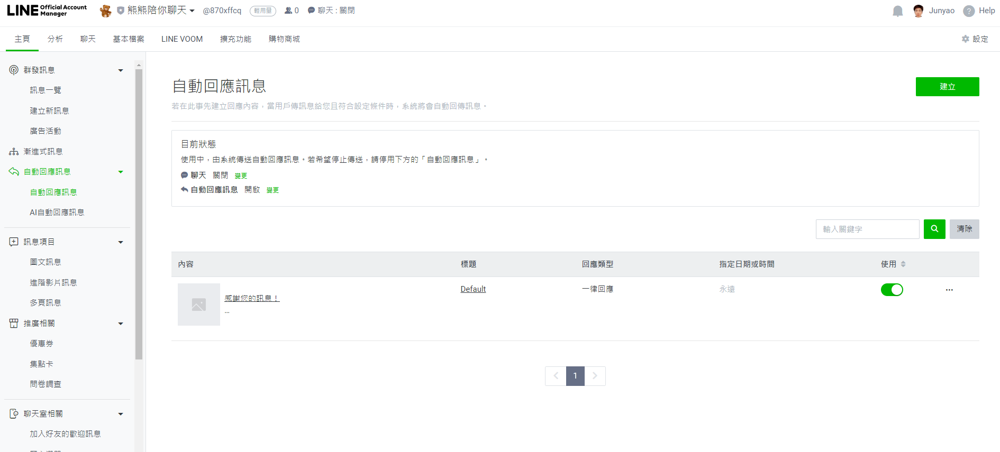 LINE Official Account Manager
熊熊陪你聊天
@870xffcq
輕用量
0
聊天 : 關閉
Junyao
? Help
主頁
分析
聊天
基本檔案
LINE VOOM
擴充功能
購物商城
設定
群發訊息
訊息一覽
建立新訊息
廣告活動
漸進式訊息
自動回應訊息
自動回應訊息
AI自動回應訊息
訊息項目
圖文訊息
進階影片訊息
多頁訊息
推廣相關
優惠券
集點卡
問卷調查
聊天室相關
加入好友的歡迎訊息
自動回應訊息
建立
若在此事先建立回應內容，當用戶傳訊息給您且符合設定條件時，系統將會自動回傳訊息。
目前狀態
使用中，由系統傳送自動回應訊息。若希望停止傳送，請停用下方的「自動回應訊息」。
聊天 關閉 變更
自動回應訊息 開啟 變更
輸入關鍵字
清除
內容 標題 回應類型 指定日期或時間 使用
感謝您的訊息！
...
Default
一律回應
永遠
...
1